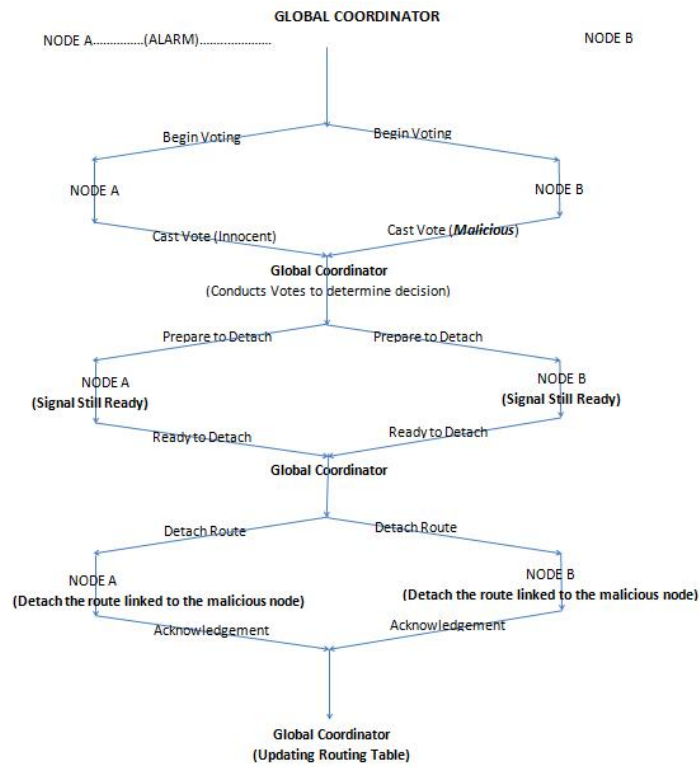 GLOBAL COORDINATOR
NODE A...............(ALARM).....................
NODE B
Begin Voting
Begin Voting
NODE A
NODE B
Cast Vote (Innocent)
Cast Vote (Malicious)
Global Coordinator
(Conducts Votes to determine decision)
Prepare to Detach
Prepare to Detach
NODE A
(Signal Still Ready)
NODE B
(Signal Still Ready)
Ready to Detach
Ready to Detach
Global Coordinator
Detach Route
Detach Route
NODE A
(Detach the route linked to the malicious node)
NODE B
(Detach the route linked to the malicious node)
Acknowledgement
Acknowledgement
Global Coordinator
(Updating Routing Table)